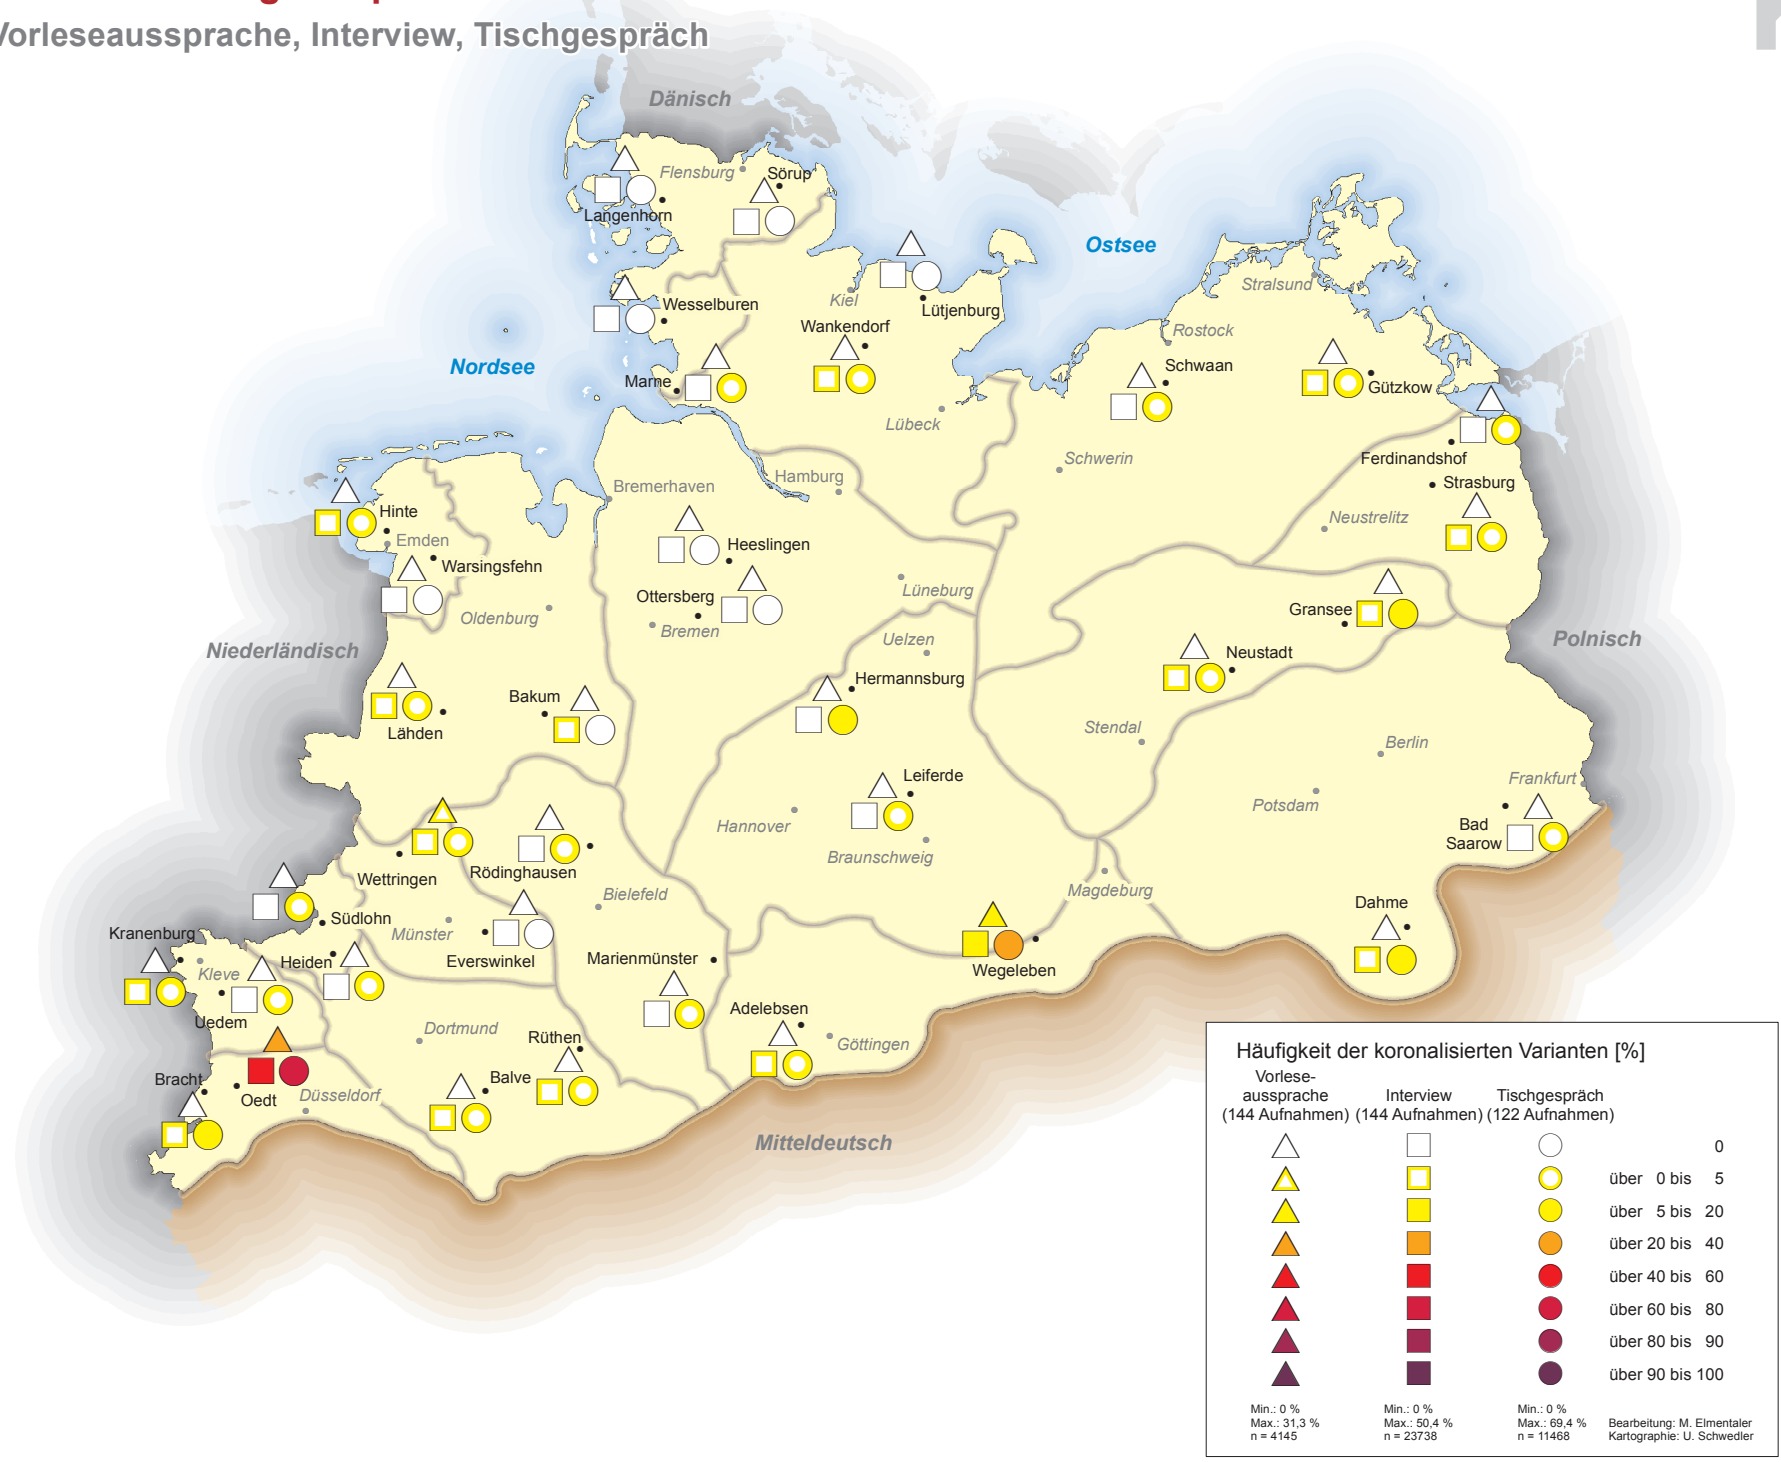 Vorleseaussprache, Interview, Tischgespräch
Dänisch
Flensburg
Sörup
Langenhorn
Ostsee
Wesselburen
Kiel
Lütjenburg
Stralsund
Wankendorf
Rostock
Nordsee
Marne
Schwaan
Gützkow
Lübeck
Schwerin
Ferdinandshof
Hamburg
Bremerhaven
Strasburg
Hinte
Neustrelitz
Emden
Heeslingen
Warsingsfehn
Lüneburg
Ottersberg
Gransee
Oldenburg
Bremen
Uelzen
Polnisch
Niederländisch
Neustadt
Hermannsburg
Bakum
Lähden
Stendal
Berlin
Leiferde
Frankfurt
Potsdam
Hannover
Bad
Saarow
Braunschweig
Rödinghausen
Wettringen
Bielefeld
Magdeburg
Dahme
Südlohn
Kranenburg
Münster
Everswinkel
Heiden
Marienmünster
Kleve
Wegeleben
Adelebsen
Uedem
Dortmund
Rüthen
Göttingen
Bracht
Balve
Oedt
Düsseldorf
Mitteldeutsch
Häufigkeit der koronalisierten Varianten [%]
Vorlese-
aussprache Interview Tischgespräch
(144 Aufnahmen) (144 Aufnahmen) (122 Aufnahmen)
0
über 0 bis 5
über 5 bis 20
über 20 bis 40
über 40 bis 60
über 60 bis 80
über 80 bis 90
über 90 bis 100
Min.: 0 % Min.: 0 % Min.: 0 %
Max.: 31,3 % Max.: 50,4 % Max.: 69,4 % Bearbeitung: M. Elmentaler
n = 4145 n = 23738 n = 11468 Kartographie: U. Schwedler